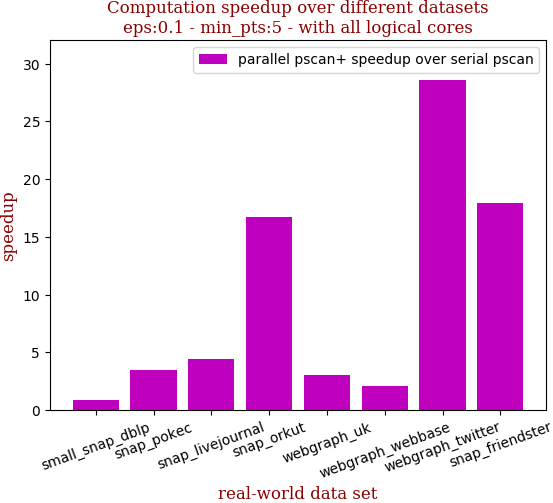 Computation speedup over different datasets
eps:0.1 - min_pts:5 - with all logical cores
parallel pscan+ speedup over serial pscan
speedup
30
25
20
15
10
5
0
small_snap_dblp
snap_pokec
snap_livejournal
snap_orkut
webgraph_uk
webgraph_webbase
webgraph_twitter
snap_friendster
real-world data set